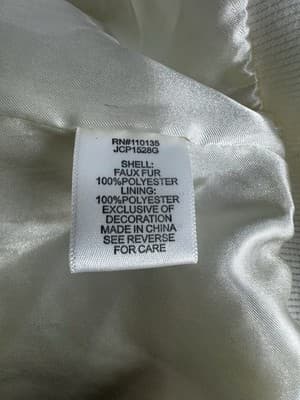 RN#110135
JCP1528G
SHELL:
FAUX FUR
100%POLYESTER
LINING:
100%POLYESTER
EXCLUSIVE OF
DECORATION
MADE IN CHINA
SEE REVERSE
FOR CARE